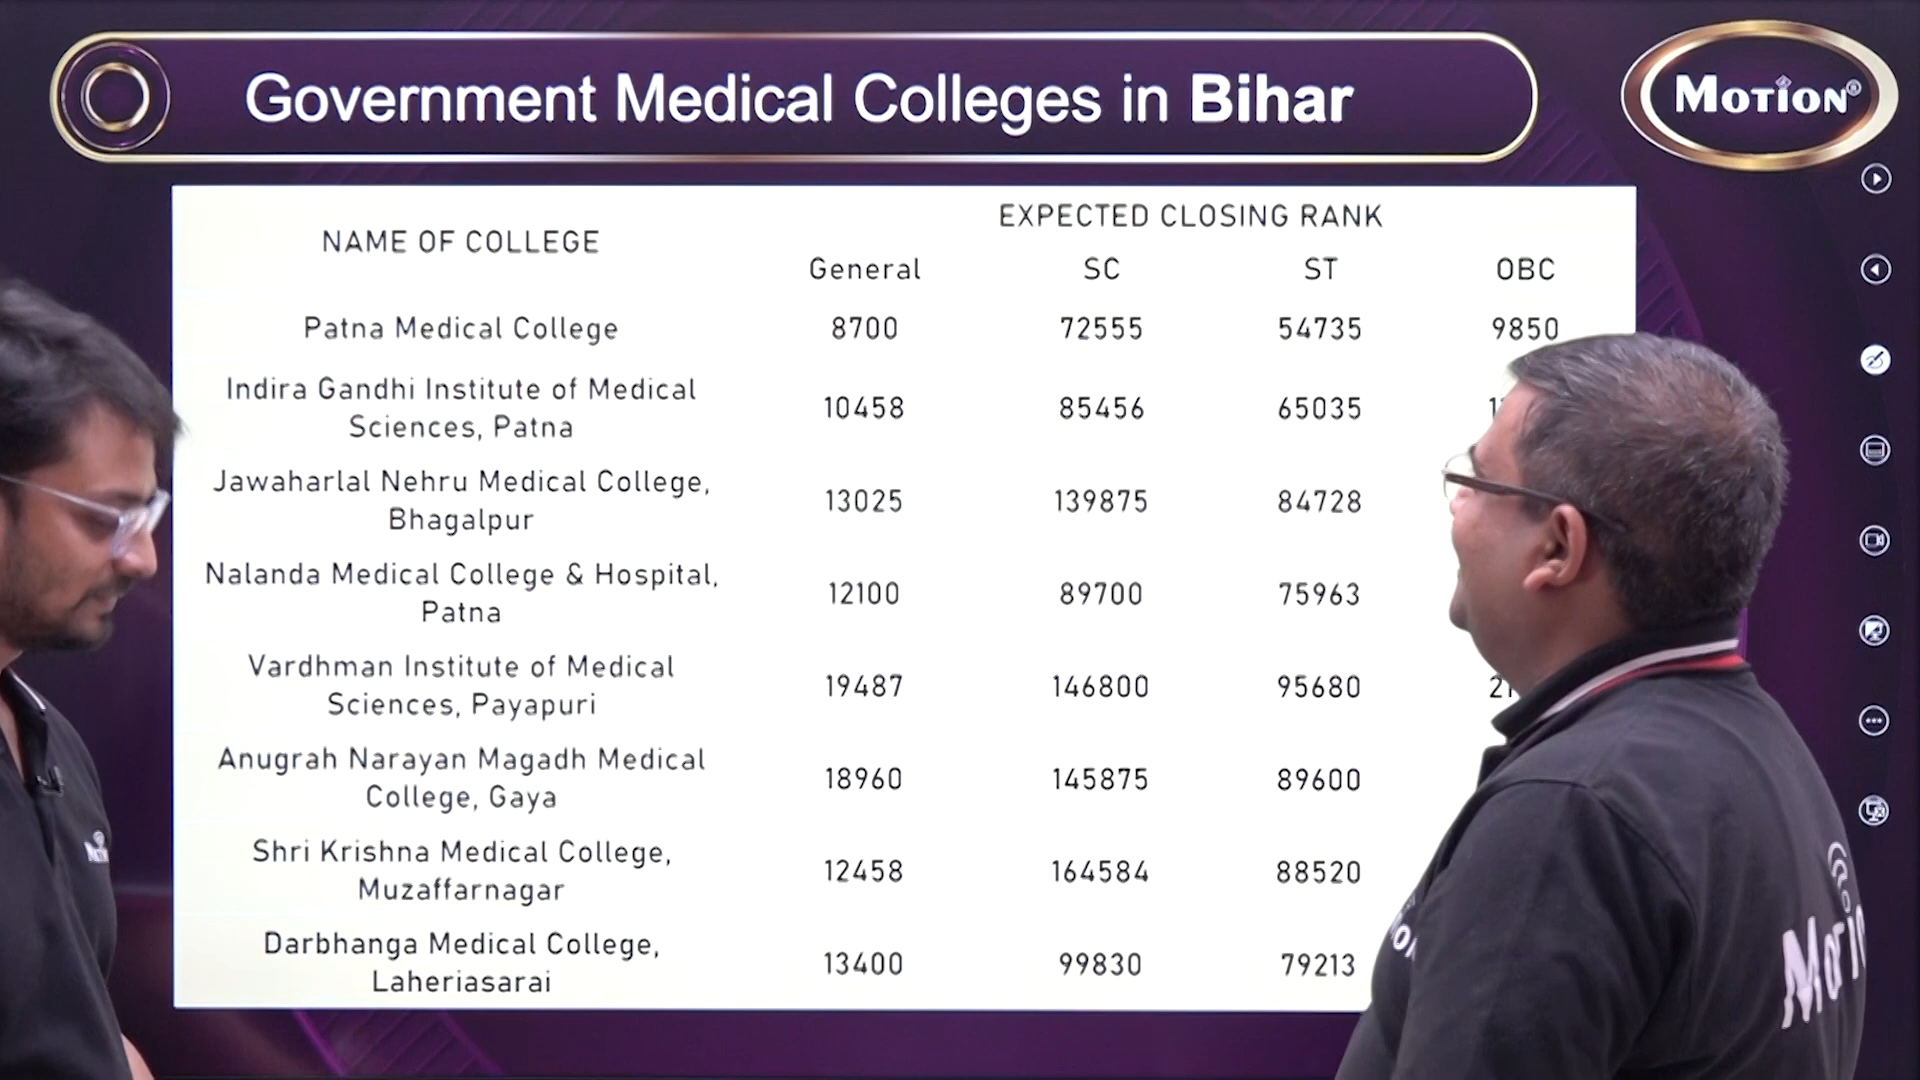 Government Medical Colleges in Bihar
MOTION®
EXPECTED CLOSING RANK
NAME OF COLLEGE
General SC ST OBC
Patna Medical College 8700 72555 54735 9850
Indira Gandhi Institute of Medical
Sciences, Patna
10458 85456 65035
Jawaharlal Nehru Medical College,
Bhagalpur
13025 139875 84728
Nalanda Medical College & Hospital,
Patna
12100 89700 75963
Vardhman Institute of Medical
Sciences, Payapuri
19487 146800 95680
Anugrah Narayan Magadh Medical
College, Gaya
18960 145875 89600
Shri Krishna Medical College,
Muzaffarnagar
12458 164584 88520
Darbhanga Medical College,
Laheriasarai
13400 99830 79213